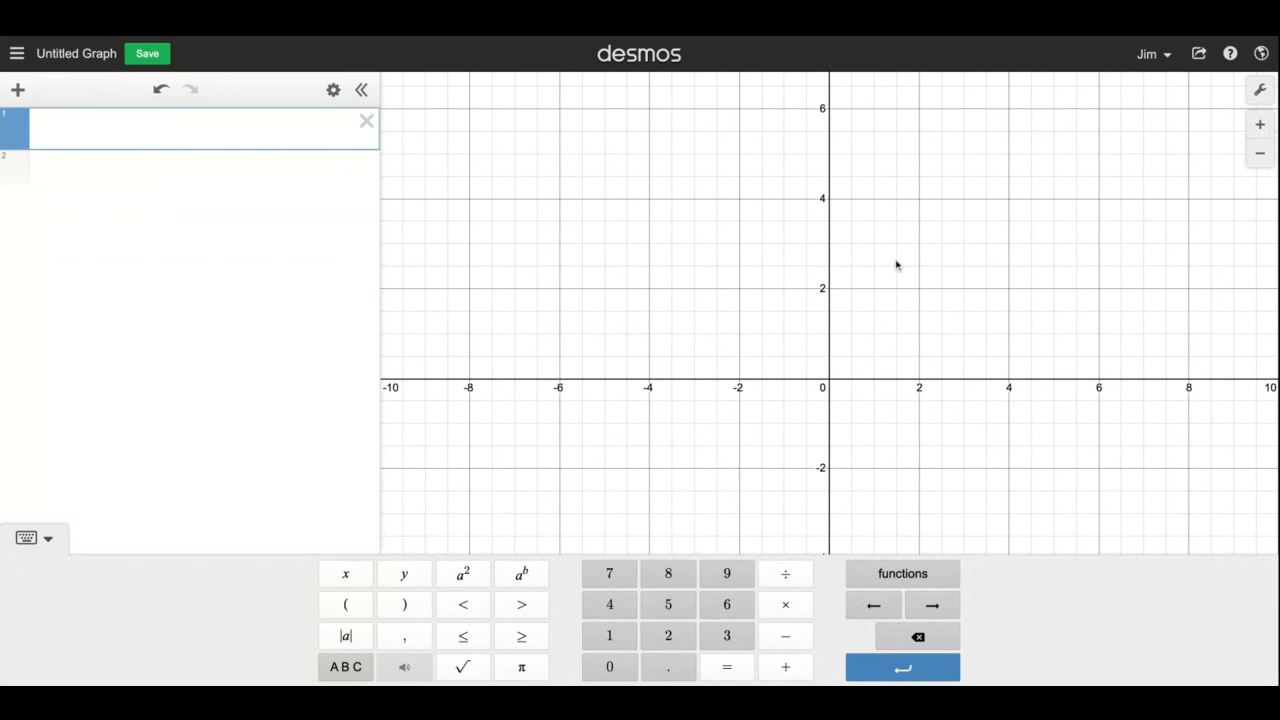 Untitled Graph Save desmos Jim
1
2
6
4
2
-10 -8 -6 -4 -2 0 2 4 6 8 10
-2
x y a² aᵇ 7 8 9 ÷ functions
( ) < > 4 5 6 × ← →
|a| , ≤ ≥ 1 2 3 −
A B C √ π 0 . = +